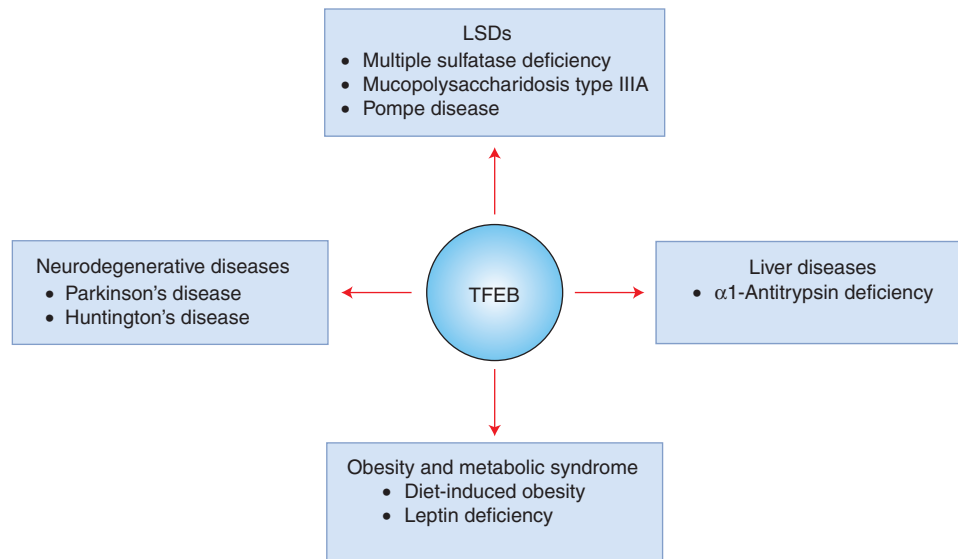 LSDs
• Multiple sulfatase deficiency
• Mucopolysaccharidosis type IIIA
• Pompe disease
Neurodegenerative diseases
• Parkinson's disease
• Huntington's disease
TFEB
Liver diseases
• α1-Antitrypsin deficiency
Obesity and metabolic syndrome
• Diet-induced obesity
• Leptin deficiency